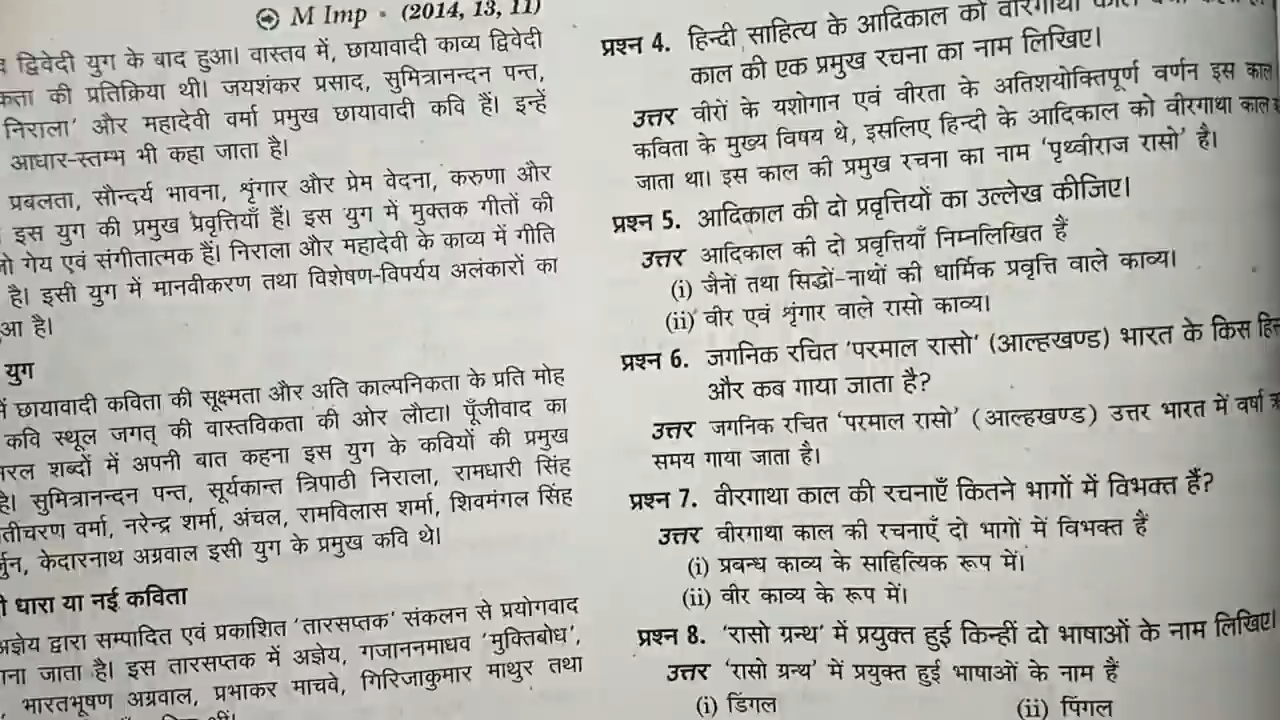 M Imp • (2014, 13, 11)
द्विवेदी युग के बाद हुआ। वास्तव में, छायावादी काव्य द्विवेदी
की प्रतिक्रिया थी। जयशंकर प्रसाद, सुमित्रानन्दन पन्त,
निराला' और महादेवी वर्मा प्रमुख छायावादी कवि हैं। इन्हें
आधार-स्तम्भ भी कहा जाता है।
प्रबलता, सौन्दर्य भावना, शृंगार और प्रेम वेदना, करुणा और
इस युग की प्रमुख प्रवृत्तियाँ हैं। इस युग में मुक्तक गीतों की
गेय एवं संगीतात्मक हैं। निराला और महादेवी के काव्य में गीति
है। इसी युग में मानवीकरण तथा विशेषण-विपर्यय अलंकारों का
है।
युग
छायावादी कविता की सूक्ष्मता और अति काल्पनिकता के प्रति मोह
कवि स्थूल जगत् की वास्तविकता की ओर लौटा। पूँजीवाद का
शब्दों में अपनी बात कहना इस युग के कवियों की प्रमुख
है। सुमित्रानन्दन पन्त, सूर्यकान्त त्रिपाठी निराला, रामधारी सिंह
वर्मा, नरेन्द्र शर्मा, अंचल, रामविलास शर्मा, शिवमंगल सिंह
केदारनाथ अग्रवाल इसी युग के प्रमुख कवि थे।
धारा या नई कविता
अज्ञेय द्वारा सम्पादित एवं प्रकाशित 'तारसप्तक' संकलन से प्रयोगवाद
जाता है। इस तारसप्तक में अज्ञेय, गजाननमाधव 'मुक्तिबोध',
भारतभूषण अग्रवाल, प्रभाकर माचवे, गिरिजाकुमार माथुर तथा
प्रश्न 4. हिन्दी साहित्य के आदिकाल को वीरगाथा
काल की एक प्रमुख रचना का नाम लिखिए।
उत्तर वीरों के यशोगान एवं वीरता के अतिशयोक्तिपूर्ण वर्णन इस काल
कविता के मुख्य विषय थे, इसलिए हिन्दी के आदिकाल को वीरगाथा काल
जाता था। इस काल की प्रमुख रचना का नाम 'पृथ्वीराज रासो' है।
प्रश्न 5. आदिकाल की दो प्रवृत्तियों का उल्लेख कीजिए।
उत्तर आदिकाल की दो प्रवृत्तियाँ निम्नलिखित हैं
(i) जैनों तथा सिद्धों-नाथों की धार्मिक प्रवृत्ति वाले काव्य।
(ii) वीर एवं शृंगार वाले रासो काव्य।
प्रश्न 6. जगनिक रचित 'परमाल रासो' (आल्हखण्ड) भारत के किस
और कब गाया जाता है?
उत्तर जगनिक रचित 'परमाल रासो' (आल्हखण्ड) उत्तर भारत में वर्षा
समय गाया जाता है।
प्रश्न 7. वीरगाथा काल की रचनाएँ कितने भागों में विभक्त हैं?
उत्तर वीरगाथा काल की रचनाएँ दो भागों में विभक्त हैं
(i) प्रबन्ध काव्य के साहित्यिक रूप में।
(ii) वीर काव्य के रूप में।
प्रश्न 8. 'रासो ग्रन्थ' में प्रयुक्त हुई किन्हीं दो भाषाओं के नाम लिखिए।
उत्तर 'रासो ग्रन्थ' में प्रयुक्त हुई भाषाओं के नाम हैं
(i) डिंगल (ii) पिंगल